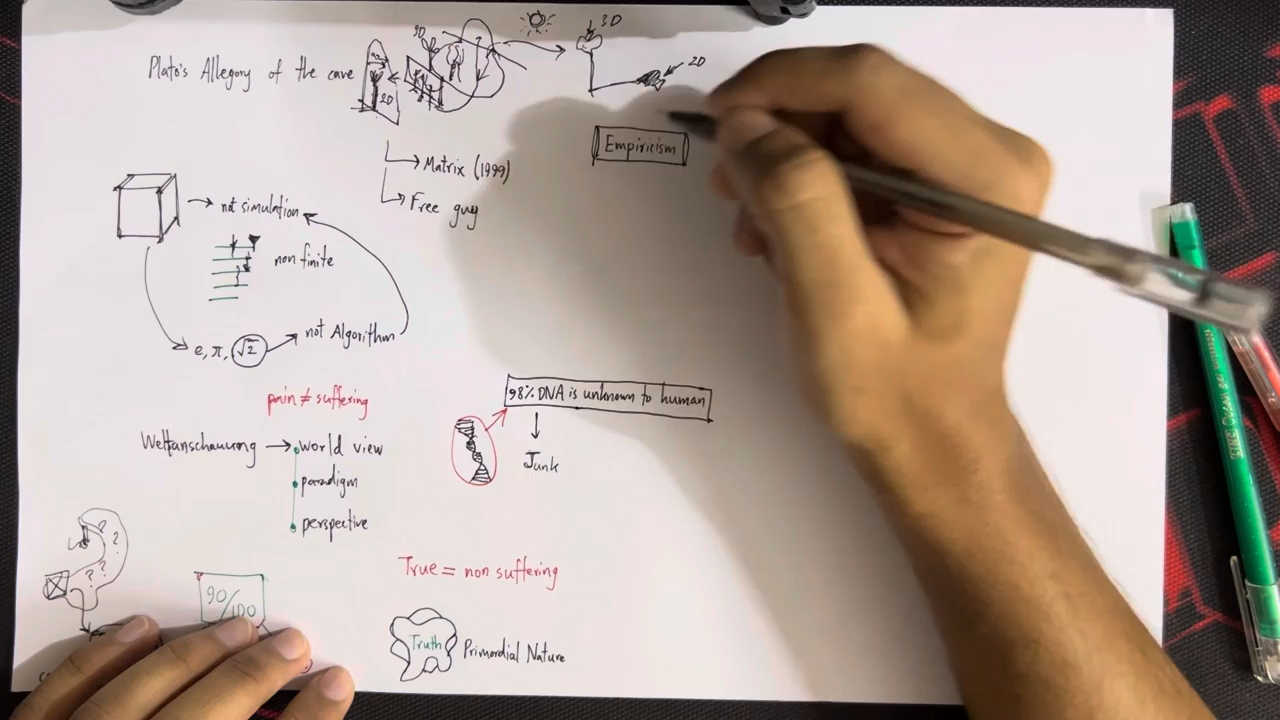 3D
3D
2D
Plato's Allegory of the cave
2D
Empiricism
Matrix (1999)
Free guy
not simulation
non finite
not Algorithm
e, π, √2
pain ≠ suffering
98% DNA is unknown to human
Junk
Weltanschauung → world view
paradigm
perspective
? ?
? ?
True = non suffering
90/100
Truth
Primordial Nature